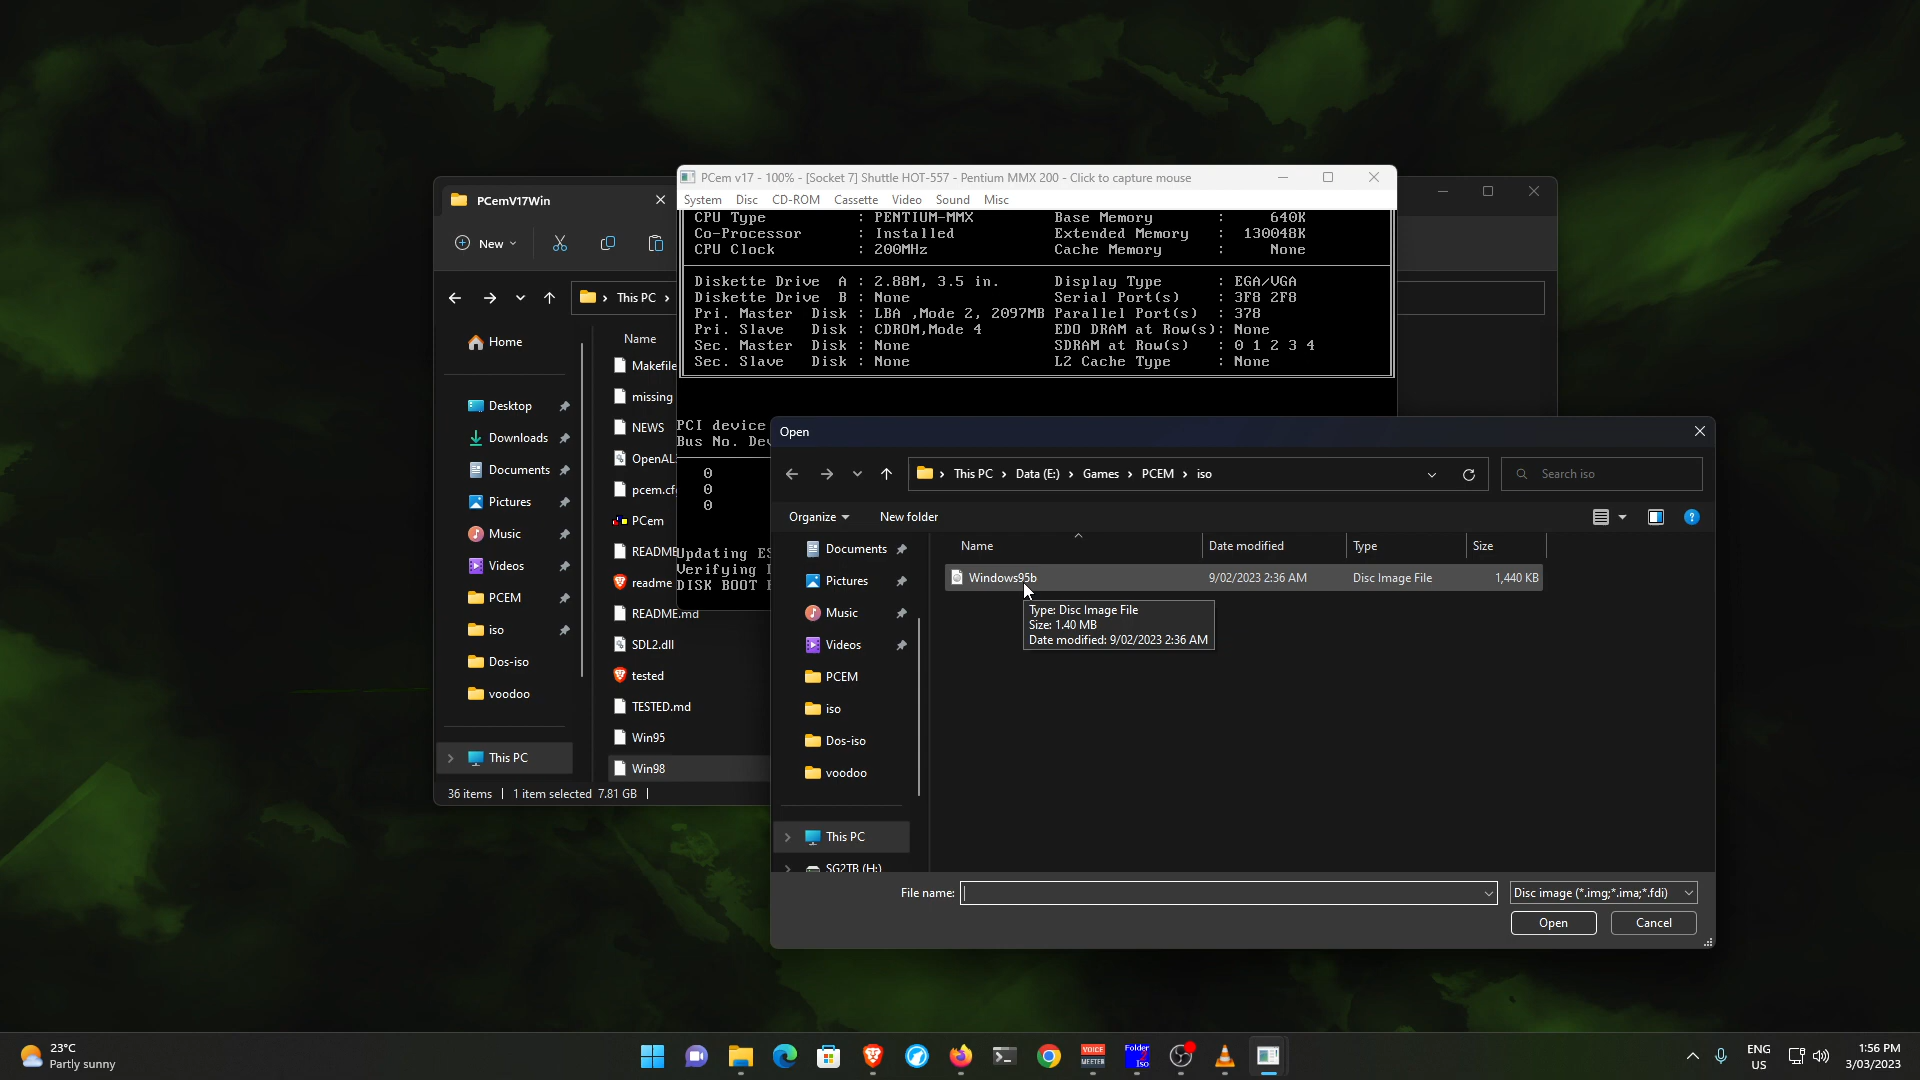 PCemV17Win
New
This PC
Home
Desktop
Downloads
Documents
Pictures
Music
Videos
PCEM
iso
Dos-iso
voodoo
This PC
36 items
1 item selected 7.81 GB
Name
Makefile
missing
NEWS
pcem.cf
PCem
README
readme
README.md
SDL2.dll
tested
TESTED.md
Win95
Win98
PCem v17 - 100% - [Socket 7] Shuttle HOT-557 - Pentium MMX 200 - Click to capture mouse
System Disc CD-ROM Cassette Video Sound Misc
CPU Type : PENTIUM-MMX Base Memory : 640K
Co-Processor : Installed Extended Memory : 130048K
CPU Clock : 200MHz Cache Memory : None
Diskette Drive A : 2.88M, 3.5 in. Display Type : EGA/VGA
Diskette Drive B : None Serial Port(s) : 3F8 2F8
Pri. Master Disk : LBA ,Mode 2, 2097MB Parallel Port(s) : 378
Pri. Slave Disk : CDROM,Mode 4 EDO DRAM at Row(s): None
Sec. Master Disk : None SDRAM at Row(s) : 0 1 2 3 4
Sec. Slave Disk : None L2 Cache Type : None
PCI device
Bus No. De
0
0
0
Updating ES
Verifying
DISK BOOT
Open
This PC > Data (E:) > Games > PCEM > iso
Search iso
Organize
New folder
Documents
Pictures
Music
Videos
PCEM
iso
Dos-iso
voodoo
This PC
SG2TB (H:)
Name Date modified Type Size
Windows95b 9/02/2023 2:36 AM Disc Image File 1,440 KB
Type: Disc Image File
Size: 1.40 MB
Date modified: 9/02/2023 2:36 AM
File name:
Disc image (*.img;*.ima;*.fdi)
Open
Cancel
23°C
Partly sunny
VOICE
MEETER
Folder
2
Iso
ENG
US
1:56 PM
3/03/2023